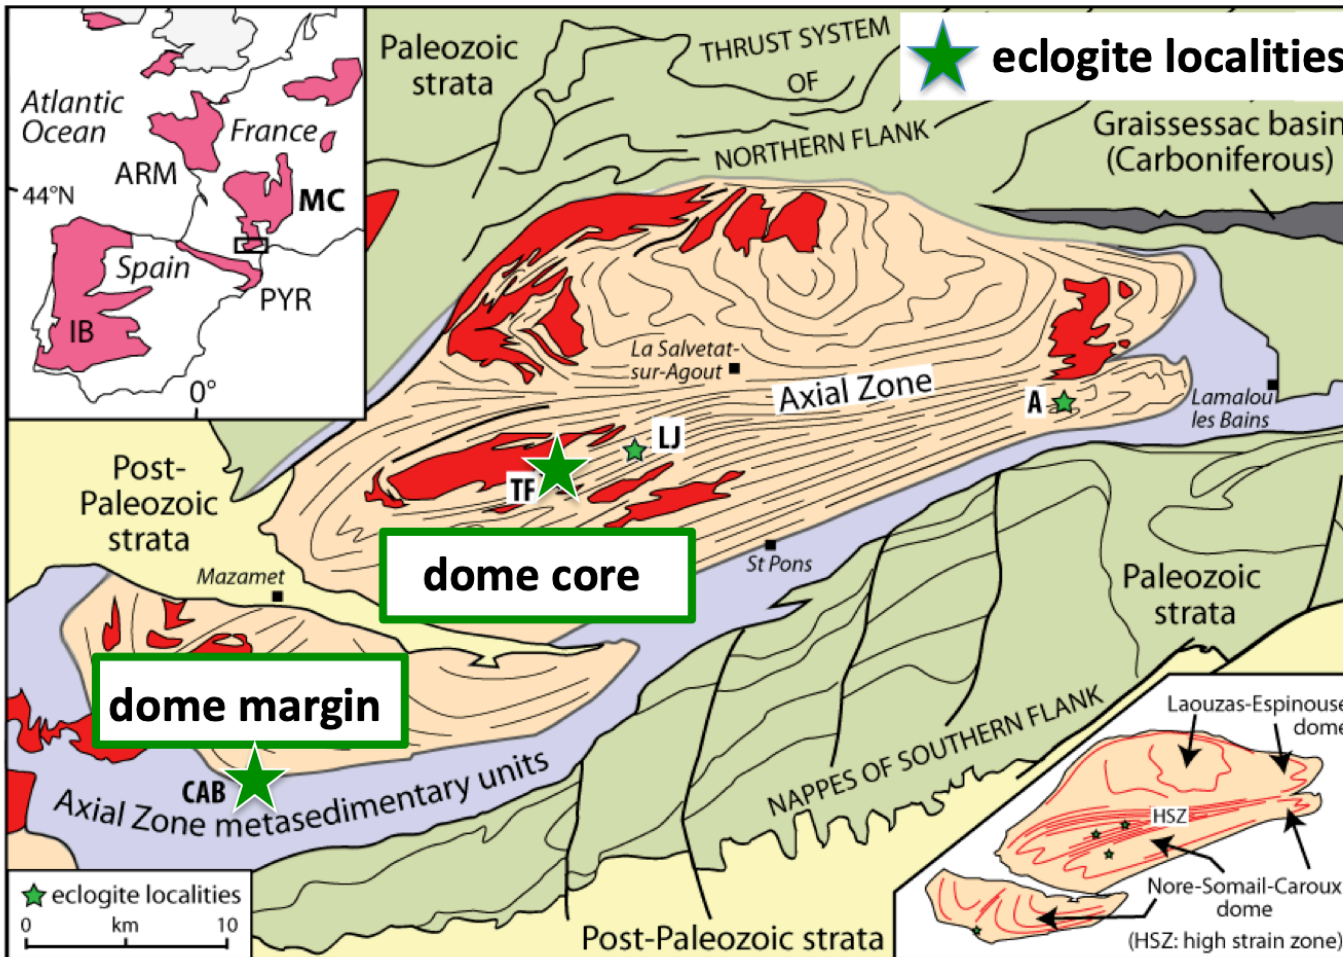 Paleozoic
strata
THRUST SYSTEM
OF
NORTHERN FLANK
eclogite localities
Graissessac basin
(Carboniferous)
Atlantic
Ocean
France
ARM
44°N
MC
Spain
PYR
IB
0°
La Salvetat-
sur-Agout
Axial Zone
A
Lamalou
les Bains
LJ
TF
Post-
Paleozoic
strata
dome core
St Pons
Mazamet
Paleozoic
strata
dome margin
CAB
Axial Zone metasedimentary units
NAPPES OF SOUTHERN FLANK
Laouzas-Espinouse
dome
HSZ
Nore-Somail-Caroux
dome
(HSZ: high strain zone)
eclogite localities
0 km 10
Post-Paleozoic strata